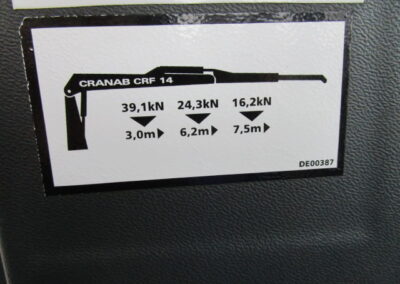 CRANAB CRF 14
39,1kN 24,3kN 16,2kN
3,0m 6,2m 7,5m
DE00387